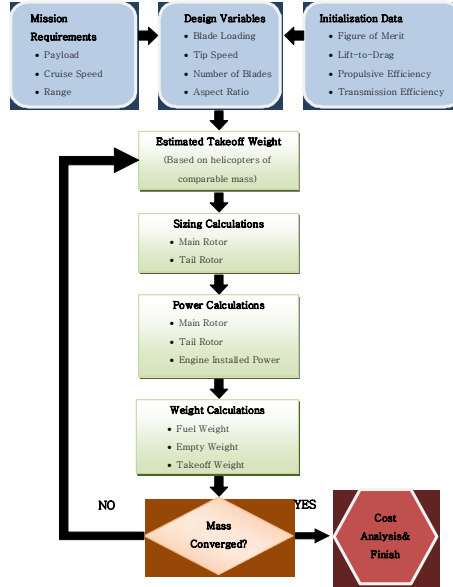 Mission
Requirements
• Payload
• Cruise Speed
• Range
Design Variables
• Blade Loading
• Tip Speed
• Number of Blades
• Aspect Ratio
Initialization Data
• Figure of Merit
• Lift-to-Drag
• Propulsive Efficiency
• Transmission Efficiency
Estimated Takeoff Weight
(Based on helicopters of
comparable mass)
Sizing Calculations
• Main Rotor
• Tail Rotor
Power Calculations
• Main Rotor
• Tail Rotor
• Engine Installed Power
Weight Calculations
• Fuel Weight
• Empty Weight
• Takeoff Weight
NO
YES
Mass
Converged?
Cost
Analysis&
Finish